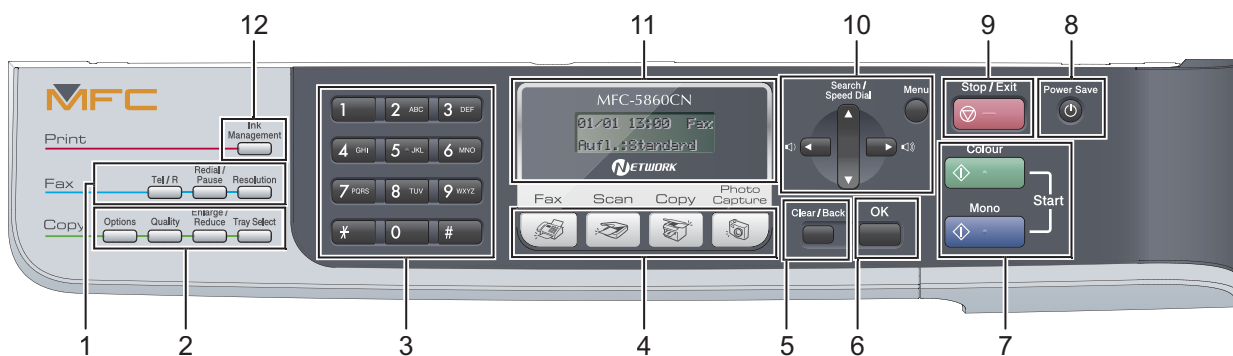 12 11 10 9 8
MFC
Print
Ink
Management
Fax
Tel / R
Redial /
Pause
Resolution
Copy
Options
Quality
Enlarge /
Reduce
Tray Select
1
2 ABC
3 DEF
4 GHI
5 JKL
6 MNO
7 PQRS
8 TUV
9 WXYZ
*
0
#
MFC-5860CN
01/01 13:00 Fax
Aufl.:Standard
NETWORK
Fax
Scan
Copy
Photo
Capture
Search /
Speed Dial
Menu
Clear / Back
OK
Stop / Exit
Power Save
Colour
Mono
Start
1 2 3 4 5 6 7